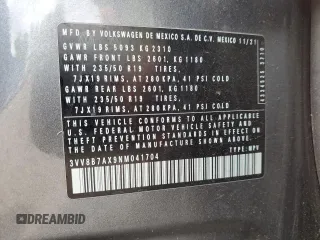 MFD. BY VOLKSWAGEN DE MEXICO S.A. DE C.V. MEXICO 11/21
GVWR LBS 5093 KG 2310
GAWR FRONT LBS 2601, KG 1180
WITH 235/50 R19 TIRES,
7JX19 RIMS, AT 280KPA, 41 PSI COLD
GAWR REAR LBS 2601, KG 1180
WITH 235/50 R19 TIRES,
7JX19 RIMS, AT 280KPA, 41 PSI COLD
THIS VEHICLE CONFORMS TO ALL APPLICABLE
U.S. FEDERAL MOTOR VEHICLE SAFETY STANDARDS
IN EFFECT ON THE DATE OF MANUFACTURE SHOWN ABOVE
3VV8B7AX9NM041704
TYPE: MPV
DREAMBID